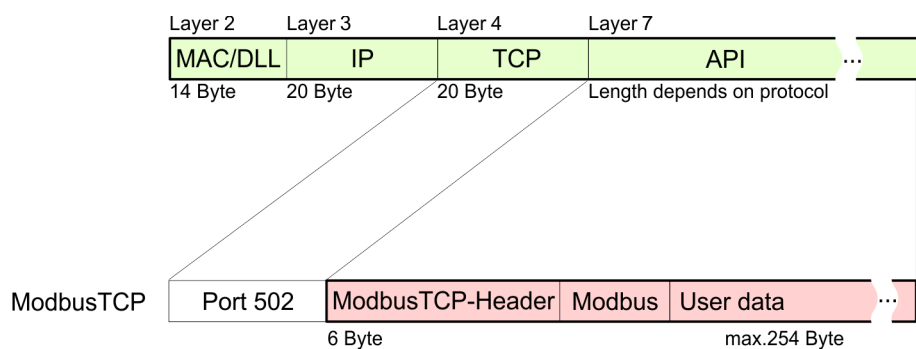 Layer 2 Layer 3 Layer 4 Layer 7
MAC/DLL IP TCP API ...
14 Byte 20 Byte 20 Byte Length depends on protocol
ModbusTCP Port 502 ModbusTCP-Header Modbus User data ...
6 Byte max.254 Byte